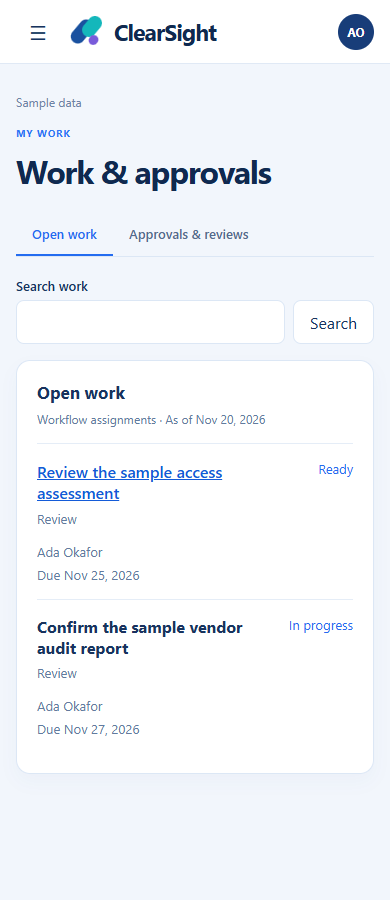 ClearSight
AO
Sample data
MY WORK
Work & approvals
Open work
Approvals & reviews
Search work
Search
Open work
Workflow assignments · As of Nov 20, 2026
Review the sample access
assessment
Ready
Review
Ada Okafor
Due Nov 25, 2026
Confirm the sample vendor
audit report
In progress
Review
Ada Okafor
Due Nov 27, 2026